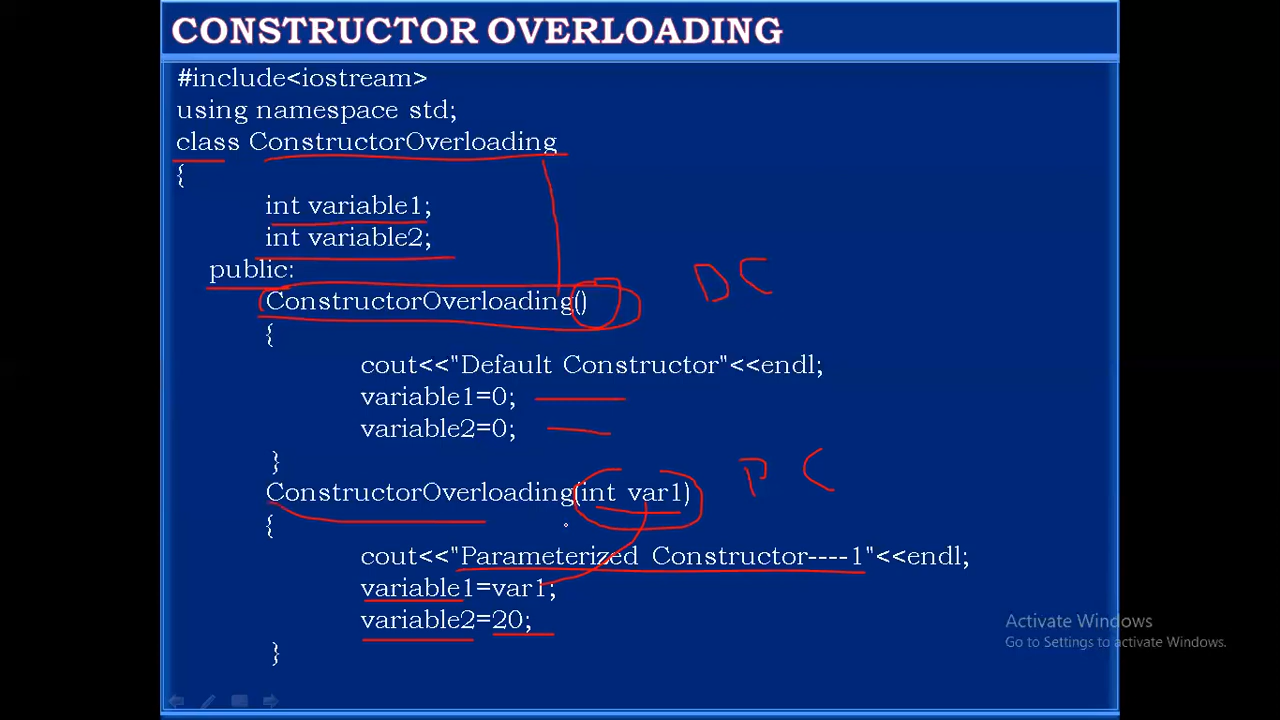 CONSTRUCTOR OVERLOADING
#include<iostream>
using namespace std;
class ConstructorOverloading
{
int variable1;
int variable2;
public:
ConstructorOverloading()
DC
{
cout<<"Default Constructor"<<endl;
variable1=0;
variable2=0;
}
ConstructorOverloading(int var1)
PC
{
cout<<"Parameterized Constructor----1"<<endl;
variable1=var1;
variable2=20;
}
Activate Windows
Go to Settings to activate Windows.